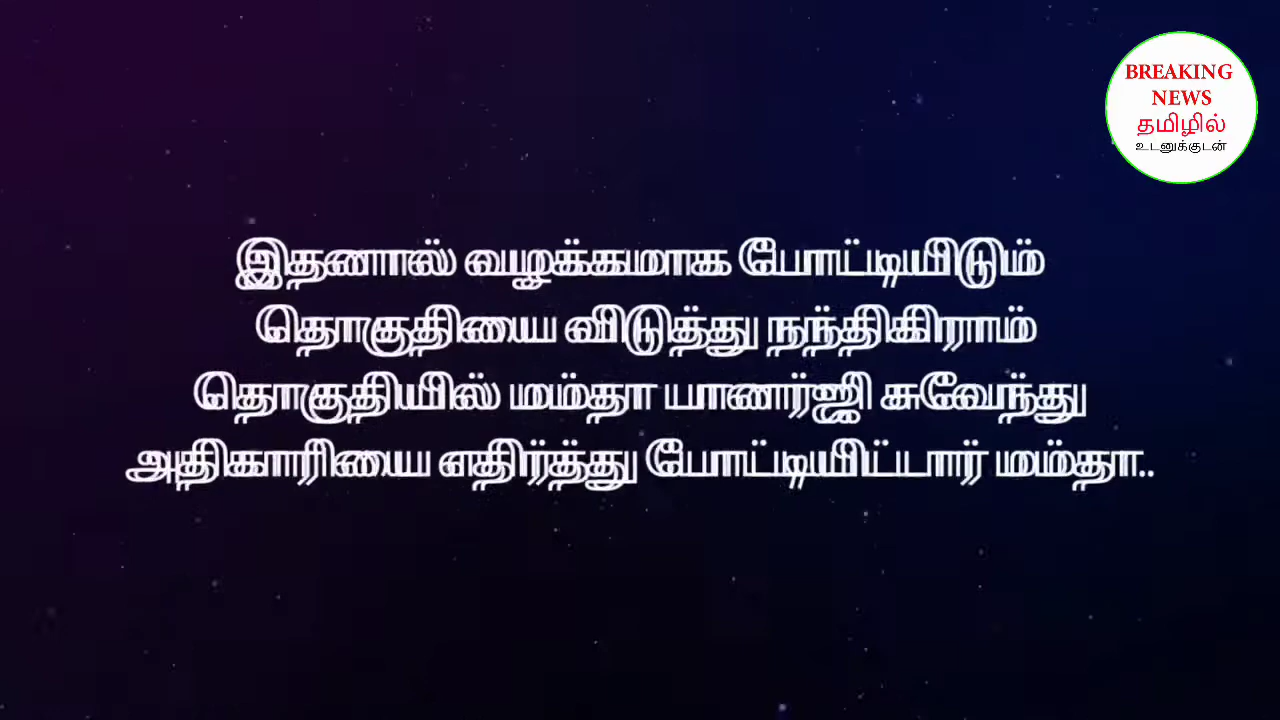 BREAKING
NEWS
தமிழில்
உடனுக்குடன்
இதனால் வழக்கமாக போட்டியிடும்
தொகுதியை விடுத்து நந்திகிராம்
தொகுதியில் மம்தா பானர்ஜி சுவேந்து
அதிகாரியை எதிர்த்து போட்டியிட்டார் மம்தா..